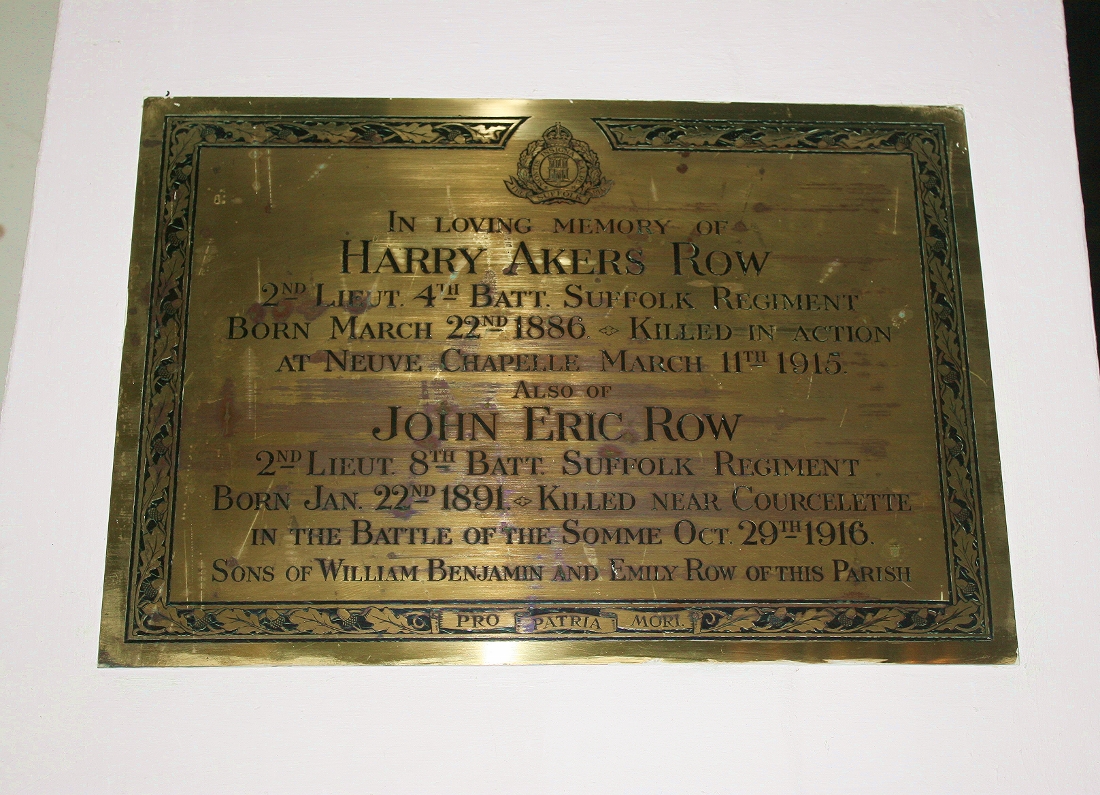 IN LOVING MEMORY OF
HARRY AKERS ROW
2ND LIEUT. 4TH BATT. SUFFOLK REGIMENT
BORN MARCH 22ND 1886. KILLED IN ACTION
AT NEUVE CHAPELLE MARCH 11TH 1915.
ALSO OF
JOHN ERIC ROW
2ND LIEUT. 8TH BATT. SUFFOLK REGIMENT
BORN JAN. 22ND 1891. KILLED NEAR COURCELETTE
IN THE BATTLE OF THE SOMME OCT. 29TH 1916.
SONS OF WILLIAM BENJAMIN AND EMILY ROW OF THIS PARISH
PRO PATRIA MORI.